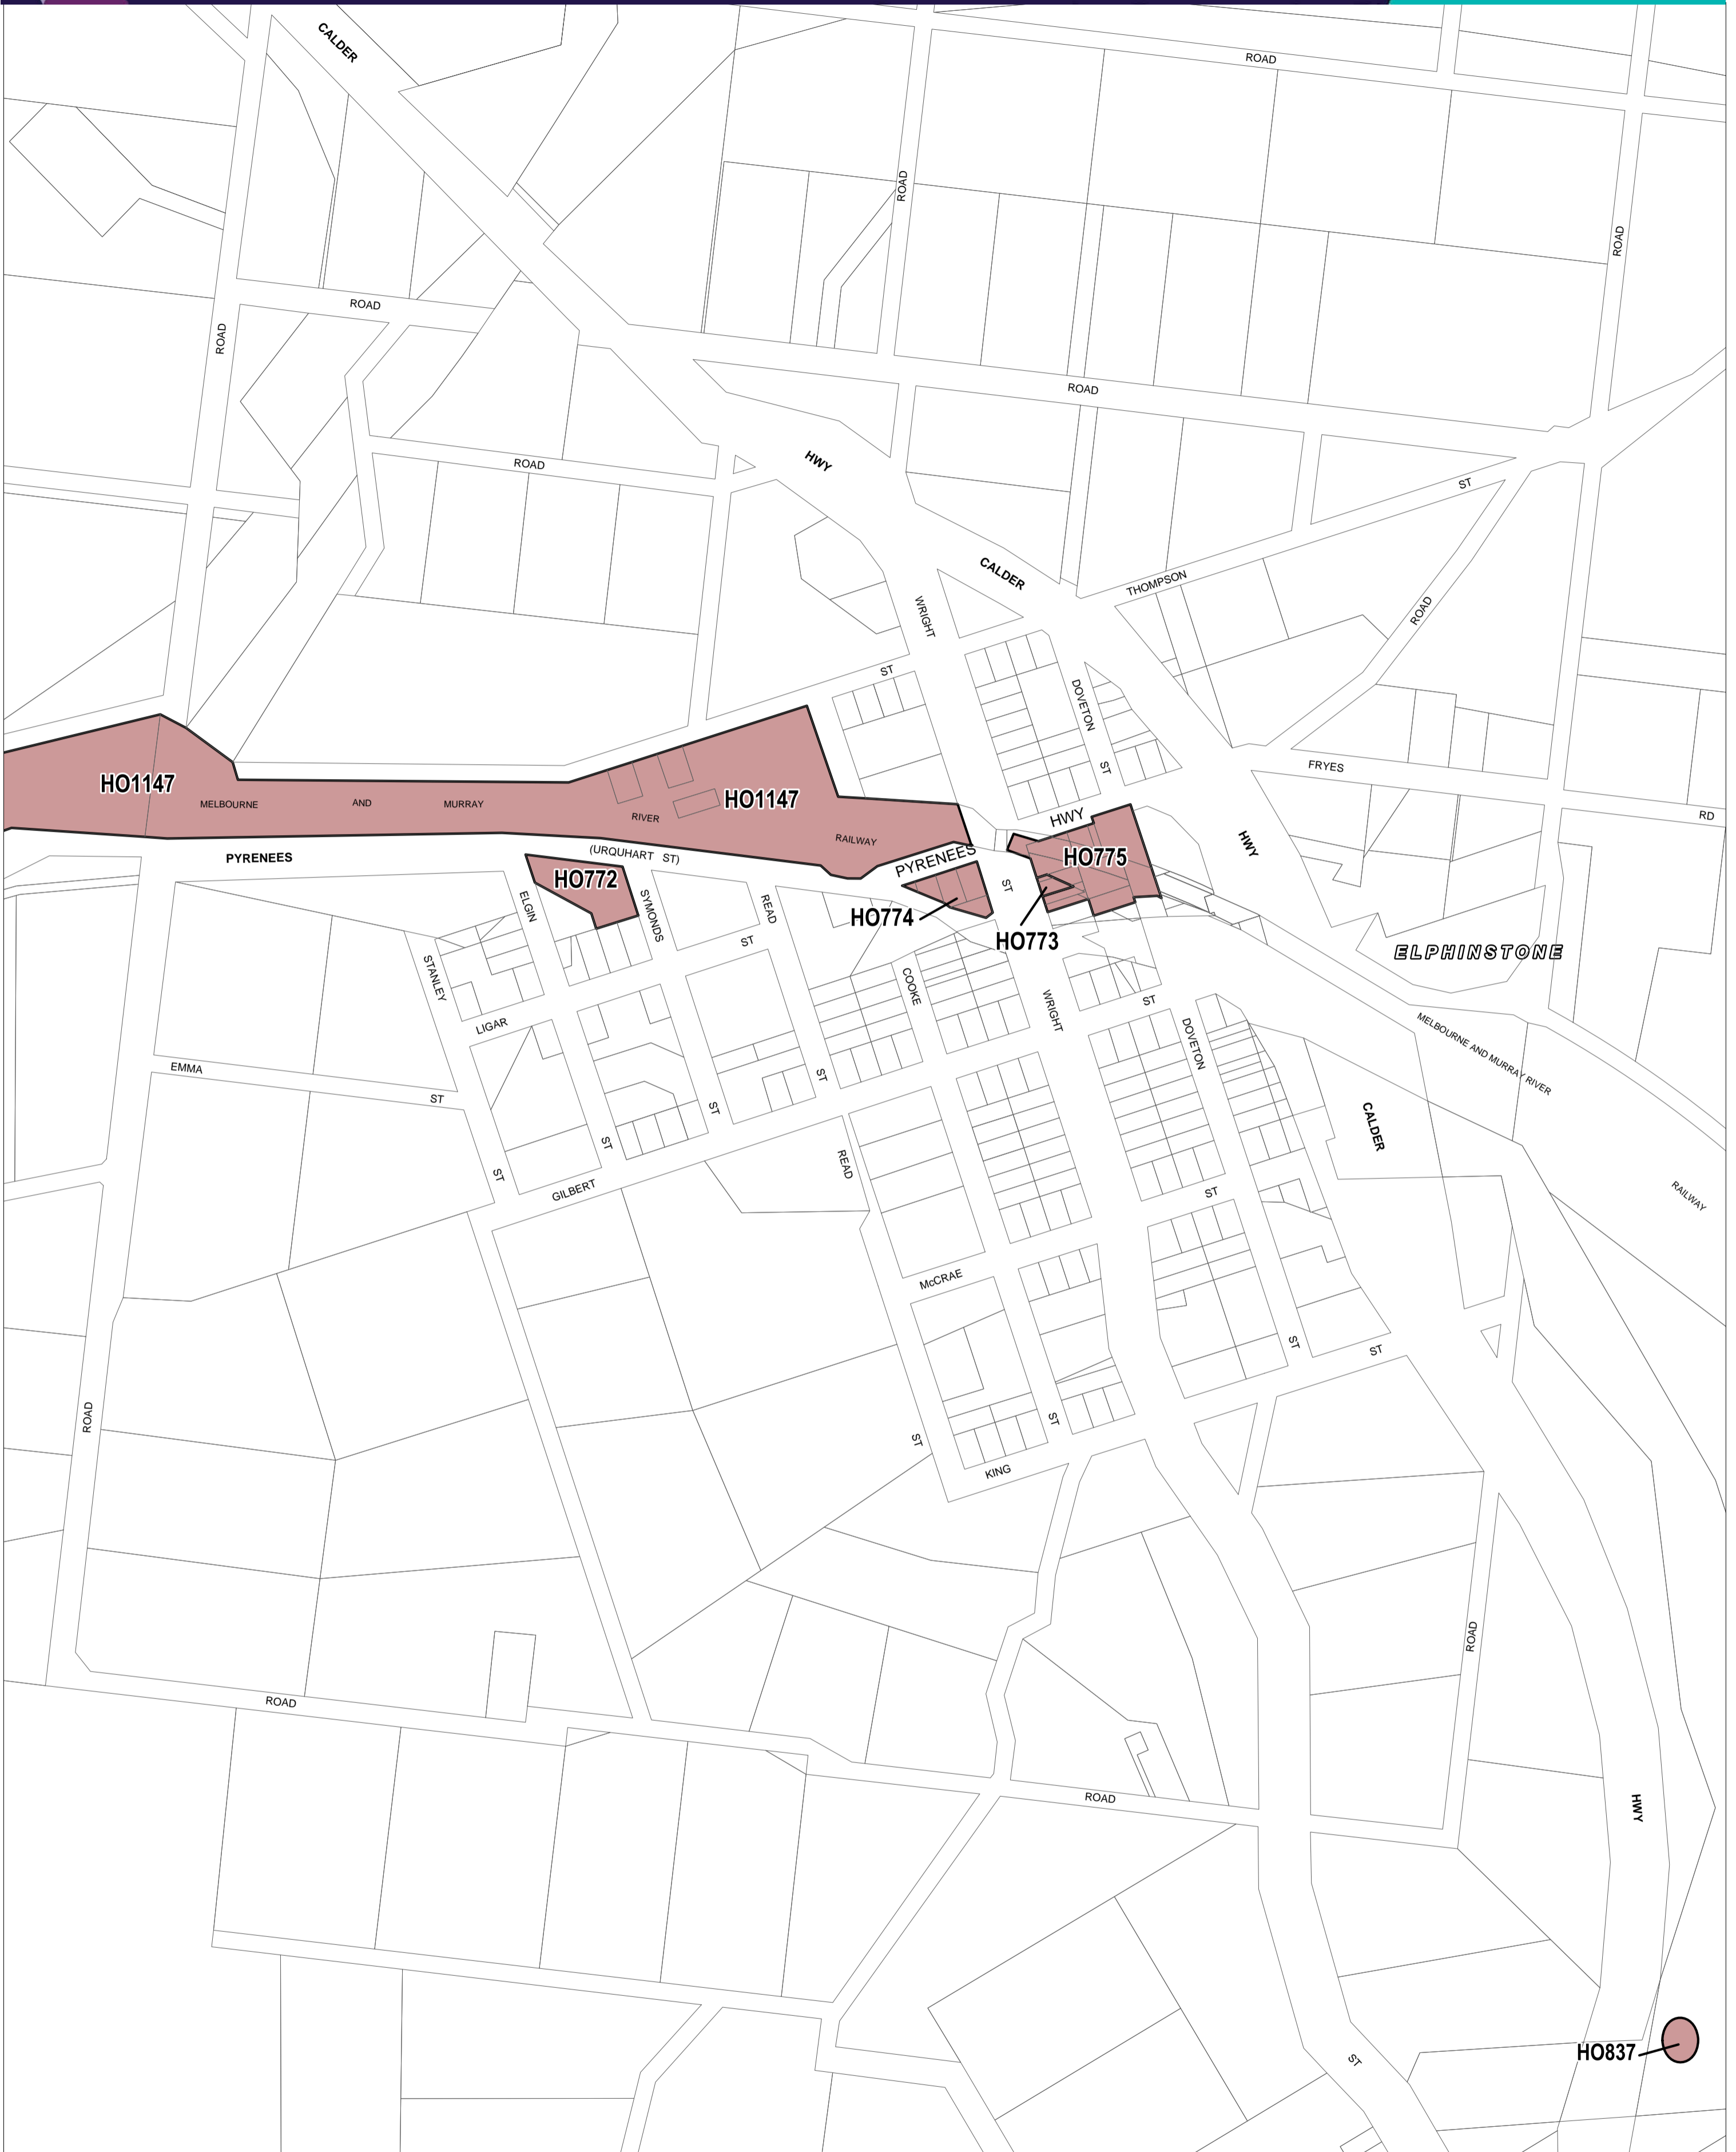 CALDER
ROAD
ROAD
ROAD
ROAD
ROAD
ROAD
HWY
ROAD
ST
CALDER
THOMPSON
WRIGHT
ROAD
ST
DOVETON
ST
FRYES
RD
HO1147
MELBOURNE AND MURRAY RIVER RAILWAY
HO1147
HWY
HWY
PYRENEES
(URQUHART ST)
PYRENEES
HO775
HO772
ST
ELGIN
SYMONDS
READ
HO774
HO773
ST
ELPHINSTONE
STANLEY
COOKE
WRIGHT
ST
LIGAR
DOVETON
MELBOURNE AND MURRAY RIVER
EMMA
ST
ST
ST
CALDER
ST
READ
ST
GILBERT
ST
RAILWAY
McCRAE
ST
ST
ROAD
ST
ST
KING
ROAD
ROAD
ROAD
HWY
ST
HO837